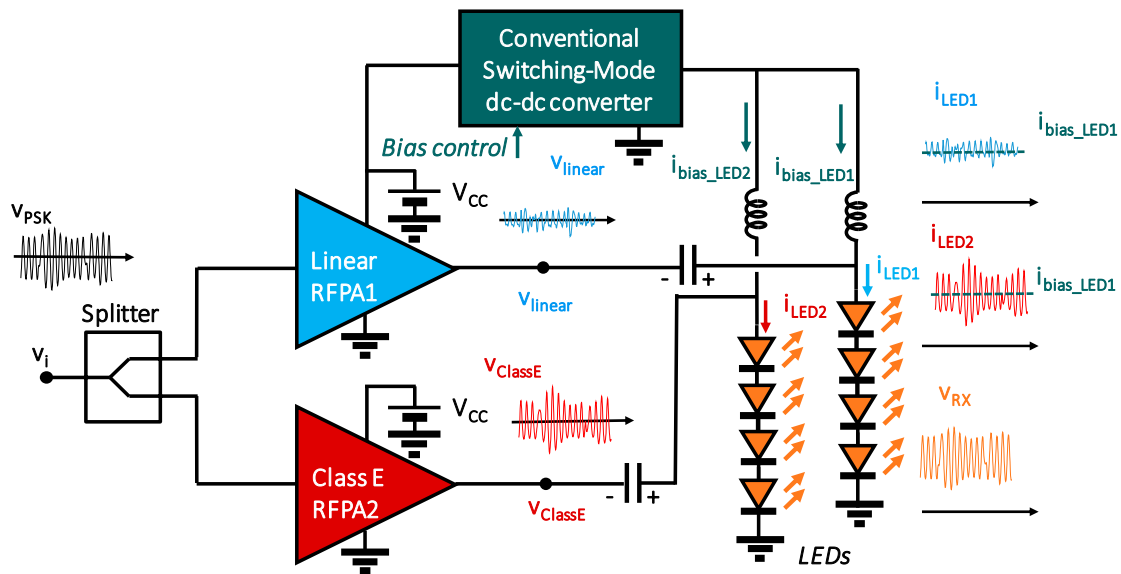 Conventional
Switching-Mode
dc-dc converter
Bias control
v_linear
i_bias_LED2
i_bias_LED1
i_LED1
i_bias_LED1
v_PSK
V_CC
Linear
RFPA1
v_linear
i_LED1
i_LED2
i_bias_LED1
Splitter
v_i
i_LED2
v_ClassE
V_CC
v_RX
Class E
RFPA2
v_ClassE
LEDs
- +
- +